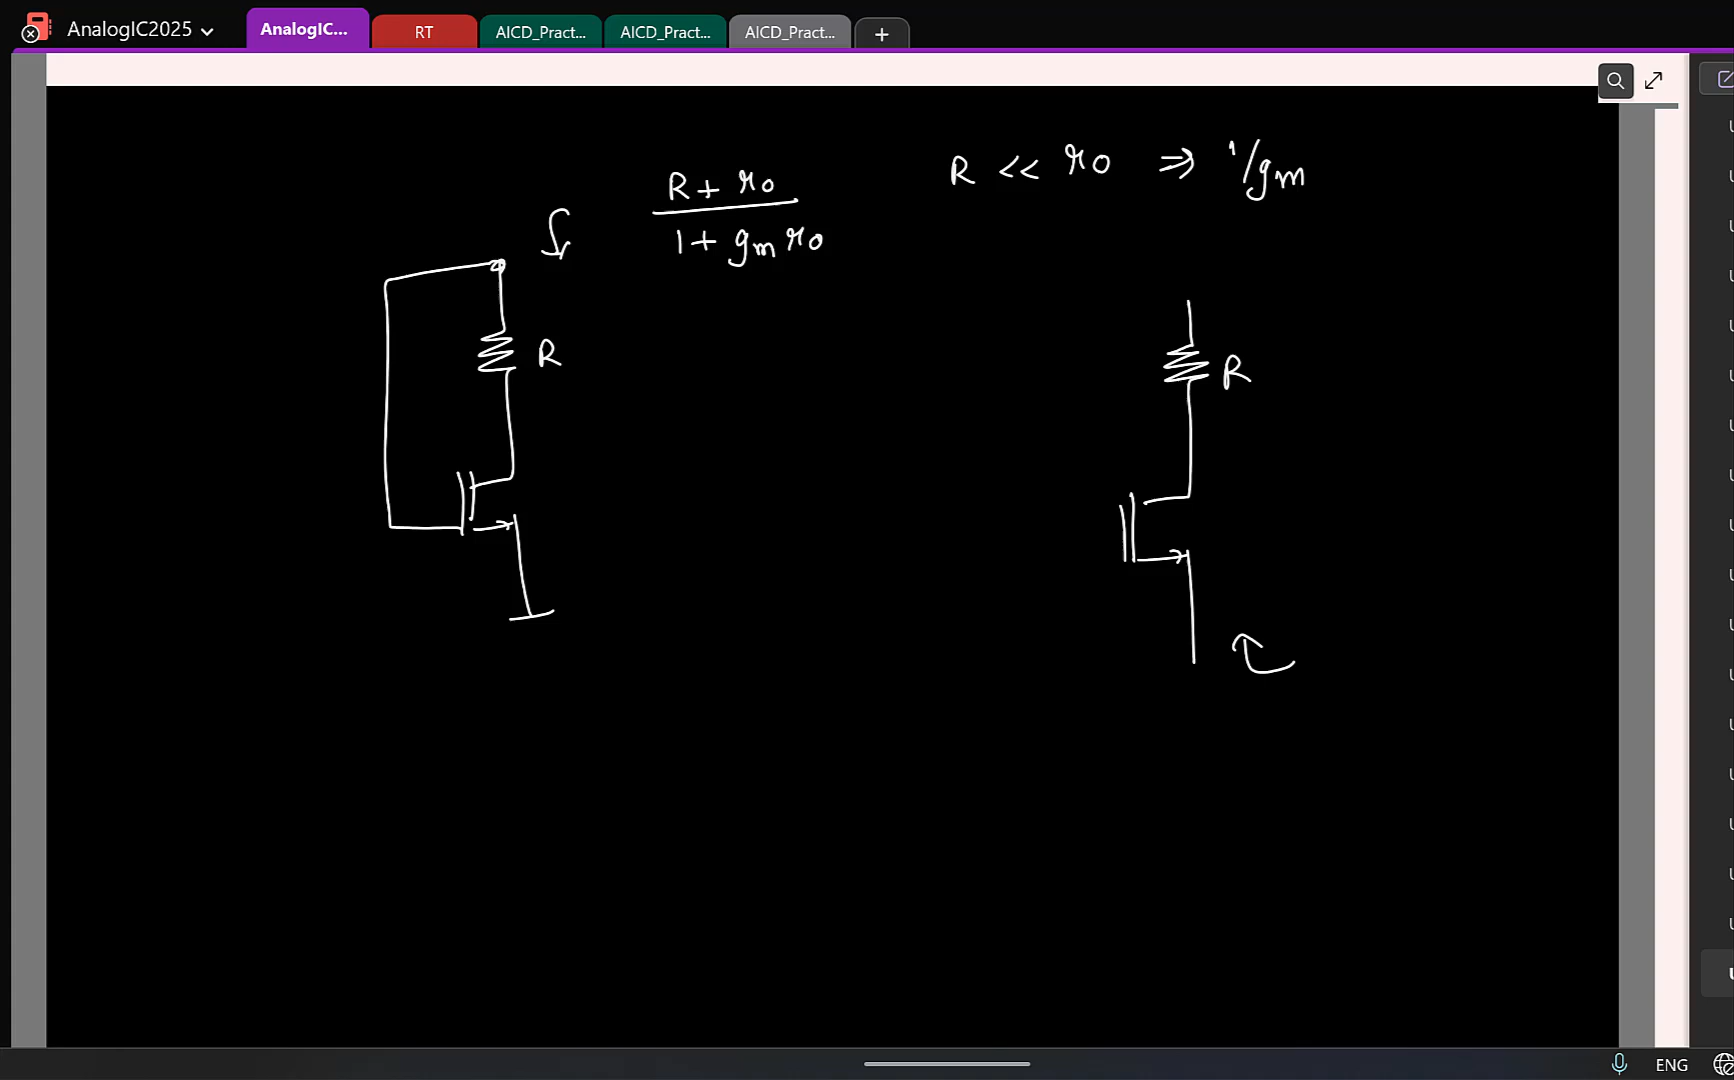 AnalogIC2025
AnalogIC...
RT
AICD_Pract...
AICD_Pract...
AICD_Pract...
+
R + ro
1 + gm ro
R << ro ⇒ 1/gm
R
R
ENG